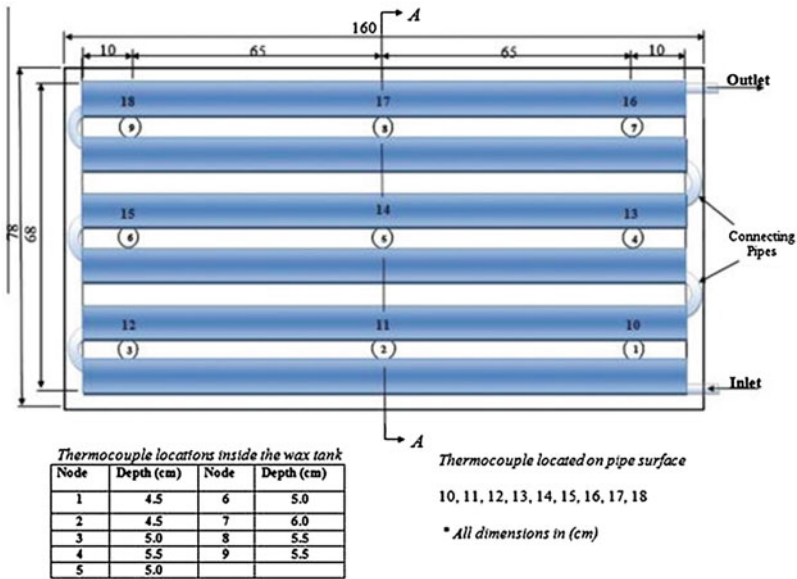 A
160
10 65 65 10
Outlet
18 17 16
9 8 7
15 14 13
6 5 4
78
68
Connecting
Pipes
12 11 10
3 2 1
Inlet
A
Thermocouple locations inside the wax tank
Node Depth (cm) Node Depth (cm)
1 4.5 6 5.0
2 4.5 7 6.0
3 5.0 8 5.5
4 5.5 9 5.5
5 5.0
Thermocouple located on pipe surface
10, 11, 12, 13, 14, 15, 16, 17, 18
* All dimensions in (cm)